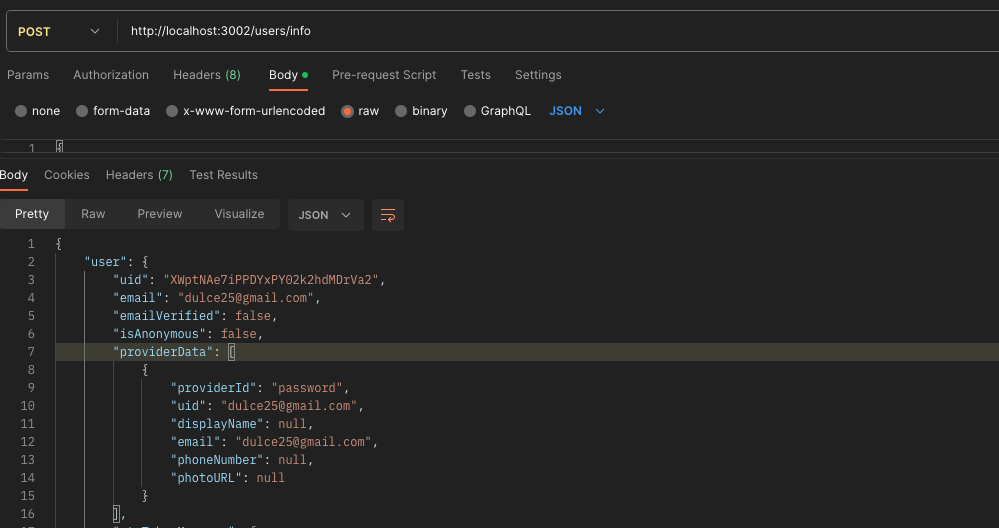 POST http://localhost:3002/users/info
Params Authorization Headers (8) Body Pre-request Script Tests Settings
none form-data x-www-form-urlencoded raw binary GraphQL JSON
1 {
Body Cookies Headers (7) Test Results
Pretty Raw Preview Visualize JSON
1 {
2 "user": {
3 "uid": "XWptNAe7iPPDYxPY02k2hdMDrVa2",
4 "email": "dulce25@gmail.com",
5 "emailVerified": false,
6 "isAnonymous": false,
7 "providerData": [
8 {
9 "providerId": "password",
10 "uid": "dulce25@gmail.com",
11 "displayName": null,
12 "email": "dulce25@gmail.com",
13 "phoneNumber": null,
14 "photoURL": null
15 }
16 ],